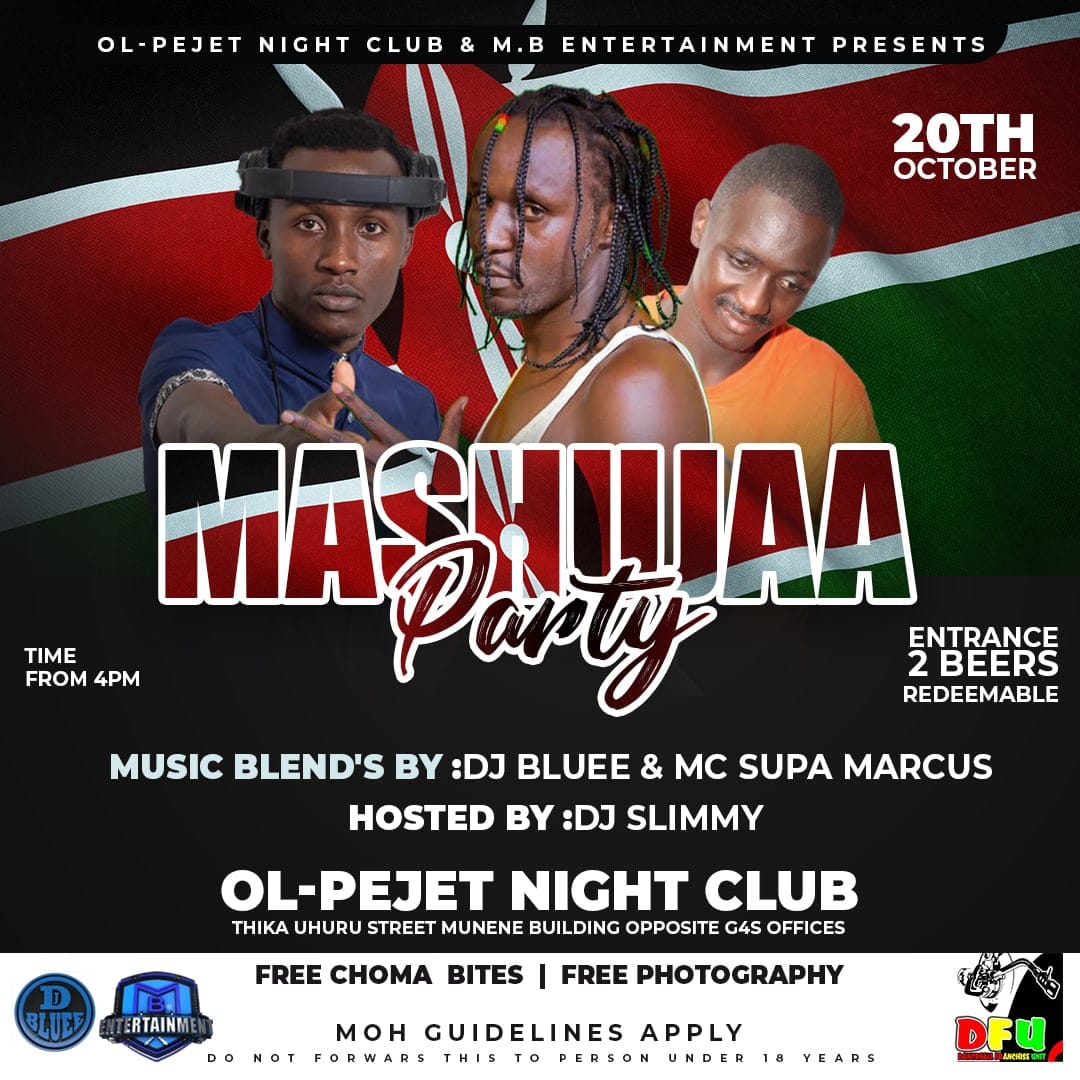 OL-PEJET NIGHT CLUB & M.B ENTERTAINMENT PRESENTS
20TH
OCTOBER
MASHUJAA
Party
TIME
FROM 4PM
ENTRANCE
2 BEERS
REDEEMABLE
MUSIC BLEND'S BY :DJ BLUEE & MC SUPA MARCUS
HOSTED BY :DJ SLIMMY
OL-PEJET NIGHT CLUB
THIKA UHURU STREET MUNENE BUILDING OPPOSITE G4S OFFICES
FREE CHOMA BITES | FREE PHOTOGRAPHY
D
BLUEE
M.B.
ENTERTAINMENT
DFU
DANCEHALL FRANCHISE UNIT
MOH GUIDELINES APPLY
DO NOT FORWARS THIS TO PERSON UNDER 18 YEARS